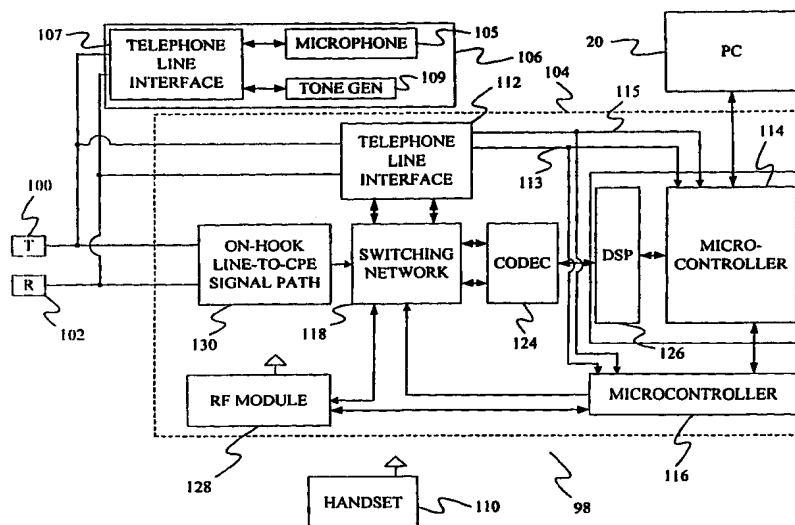 107
TELEPHONE
LINE
INTERFACE
MICROPHONE
105
106
TONE GEN
109
112
20
PC
104
115
TELEPHONE
LINE
INTERFACE
113
114
100
T
R
102
ON-HOOK
LINE-TO-CPE
SIGNAL PATH
130
SWITCHING
NETWORK
118
CODEC
124
DSP
126
MICRO-
CONTROLLER
RF MODULE
128
MICROCONTROLLER
116
HANDSET
110
98